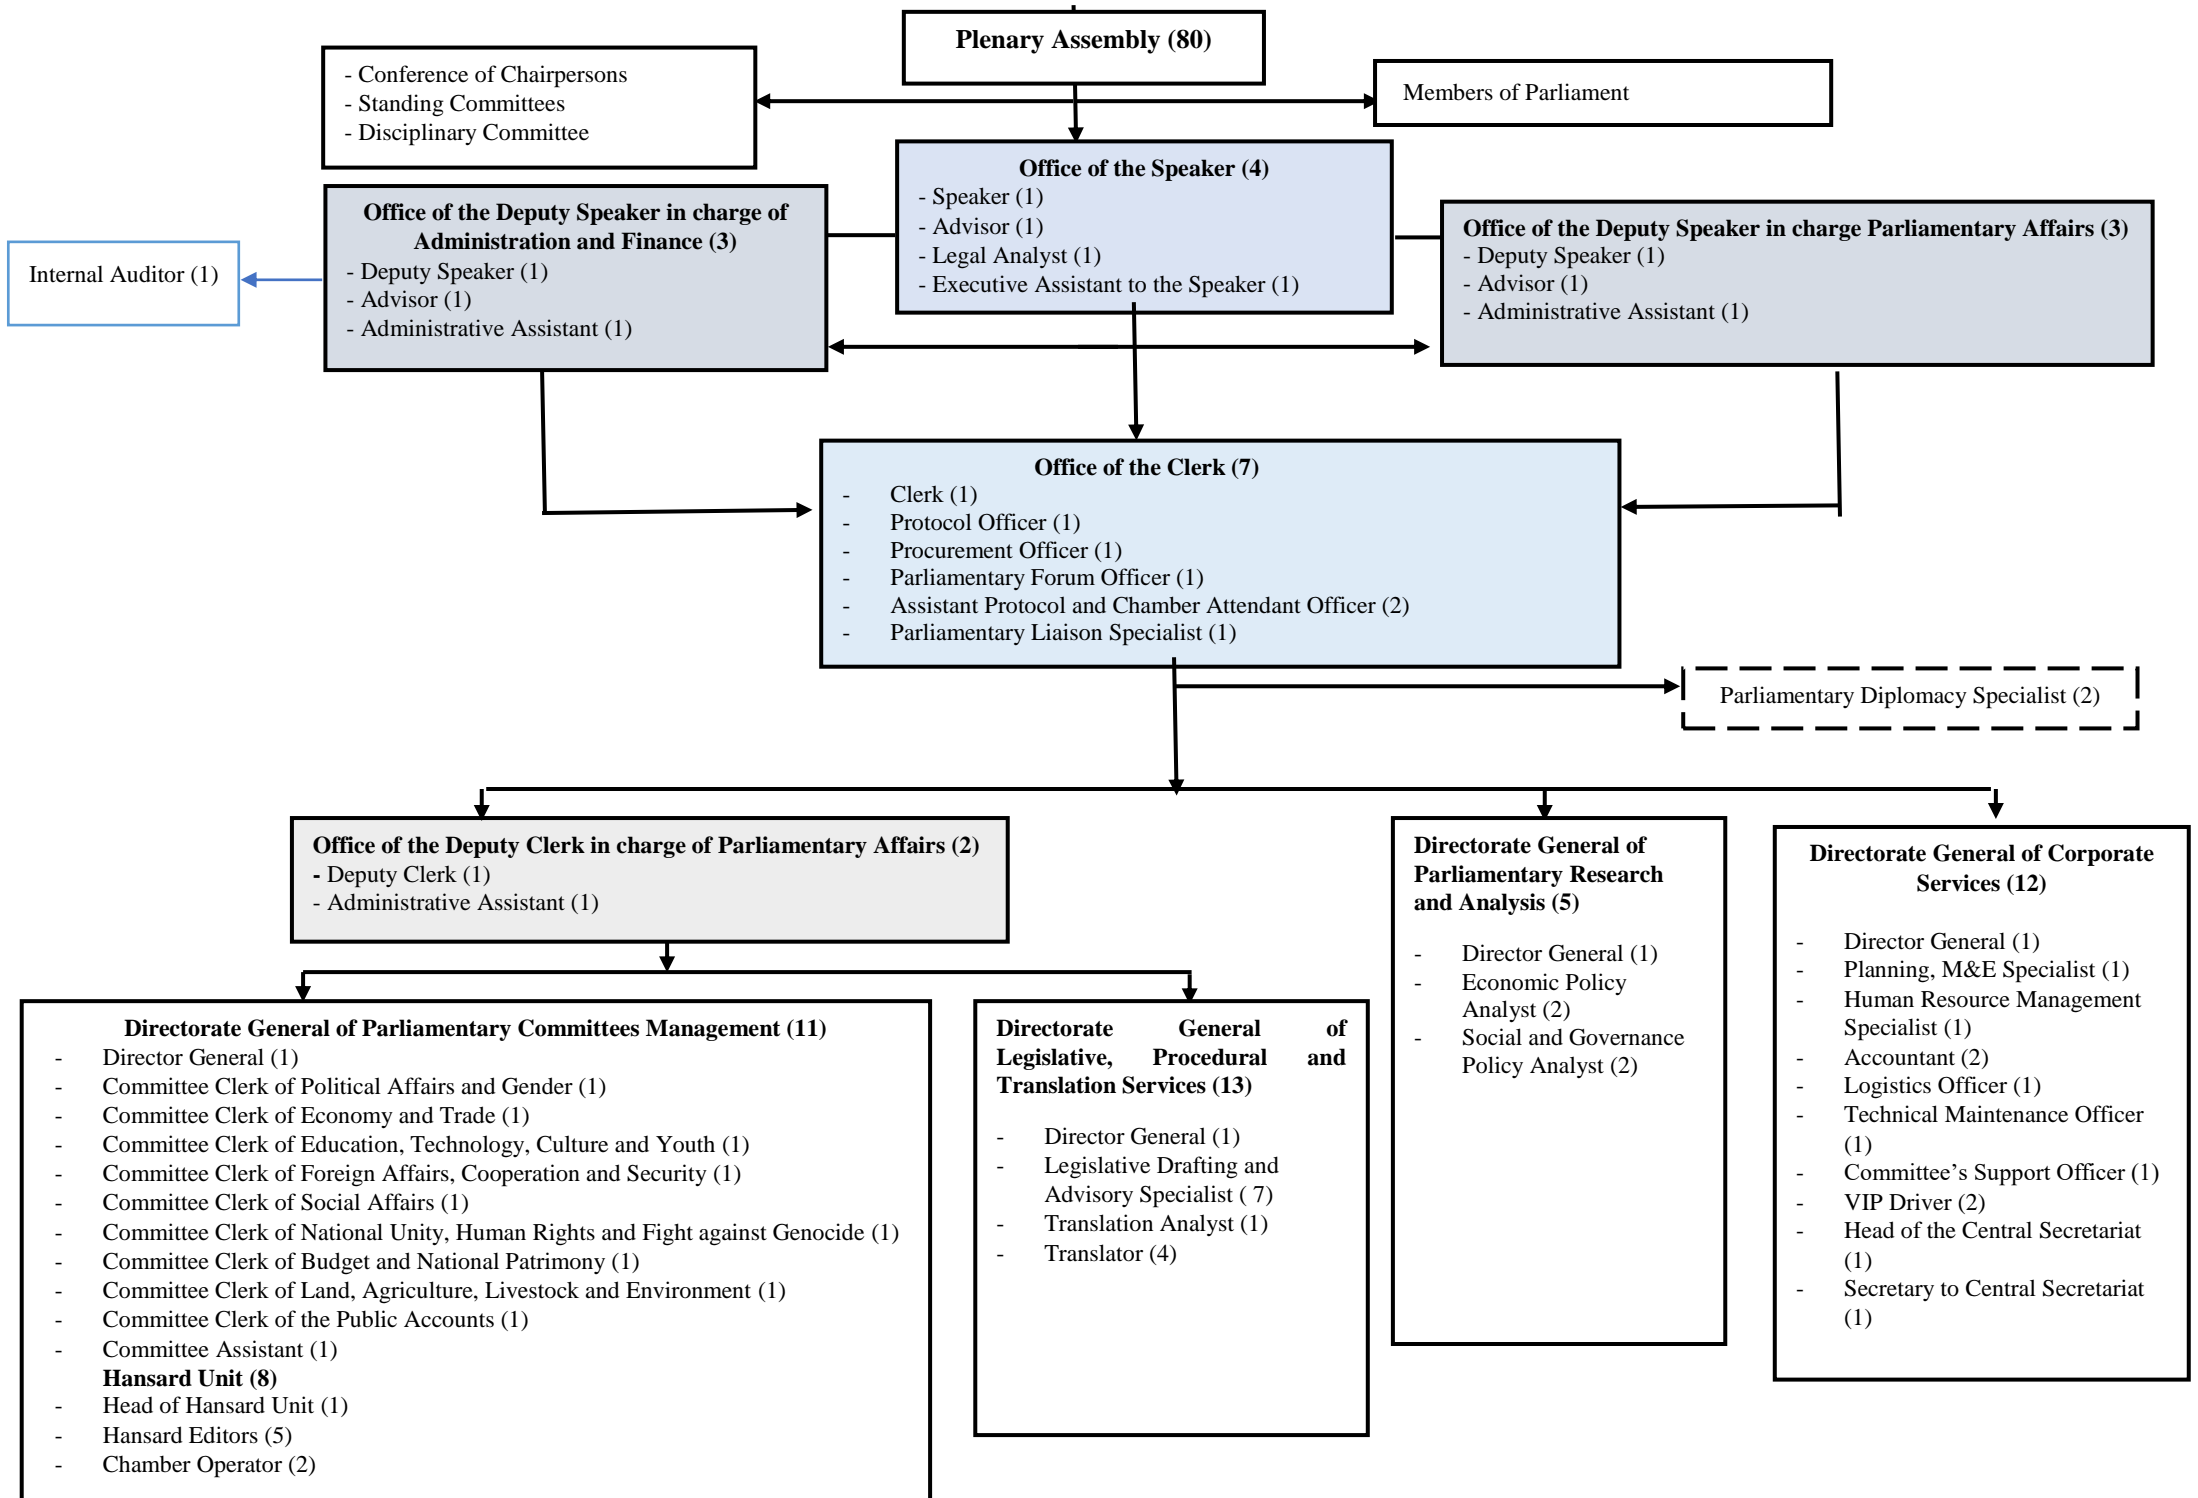 Plenary Assembly (80)
- Conference of Chairpersons
- Standing Committees
- Disciplinary Committee
Members of Parliament
Office of the Speaker (4)
- Speaker (1)
- Advisor (1)
- Legal Analyst (1)
- Executive Assistant to the Speaker (1)
Office of the Deputy Speaker in charge of
Administration and Finance (3)
- Deputy Speaker (1)
- Advisor (1)
- Administrative Assistant (1)
Office of the Deputy Speaker in charge Parliamentary Affairs (3)
- Deputy Speaker (1)
- Advisor (1)
- Administrative Assistant (1)
Internal Auditor (1)
Office of the Clerk (7)
- Clerk (1)
- Protocol Officer (1)
- Procurement Officer (1)
- Parliamentary Forum Officer (1)
- Assistant Protocol and Chamber Attendant Officer (2)
- Parliamentary Liaison Specialist (1)
Parliamentary Diplomacy Specialist (2)
Office of the Deputy Clerk in charge of Parliamentary Affairs (2)
- Deputy Clerk (1)
- Administrative Assistant (1)
Directorate General of Parliamentary Committees Management (11)
- Director General (1)
- Committee Clerk of Political Affairs and Gender (1)
- Committee Clerk of Economy and Trade (1)
- Committee Clerk of Education, Technology, Culture and Youth (1)
- Committee Clerk of Foreign Affairs, Cooperation and Security (1)
- Committee Clerk of Social Affairs (1)
- Committee Clerk of National Unity, Human Rights and Fight against Genocide (1)
- Committee Clerk of Budget and National Patrimony (1)
- Committee Clerk of Land, Agriculture, Livestock and Environment (1)
- Committee Clerk of the Public Accounts (1)
- Committee Assistant (1)
Hansard Unit (8)
- Head of Hansard Unit (1)
- Hansard Editors (5)
- Chamber Operator (2)
Directorate General of
Legislative, Procedural and
Translation Services (13)
- Director General (1)
- Legislative Drafting and
Advisory Specialist ( 7)
- Translation Analyst (1)
- Translator (4)
Directorate General of
Parliamentary Research
and Analysis (5)
- Director General (1)
- Economic Policy
Analyst (2)
- Social and Governance
Policy Analyst (2)
Directorate General of Corporate
Services (12)
- Director General (1)
- Planning, M&E Specialist (1)
- Human Resource Management
Specialist (1)
- Accountant (2)
- Logistics Officer (1)
- Technical Maintenance Officer
(1)
- Committee’s Support Officer (1)
- VIP Driver (2)
- Head of the Central Secretariat
(1)
- Secretary to Central Secretariat
(1)